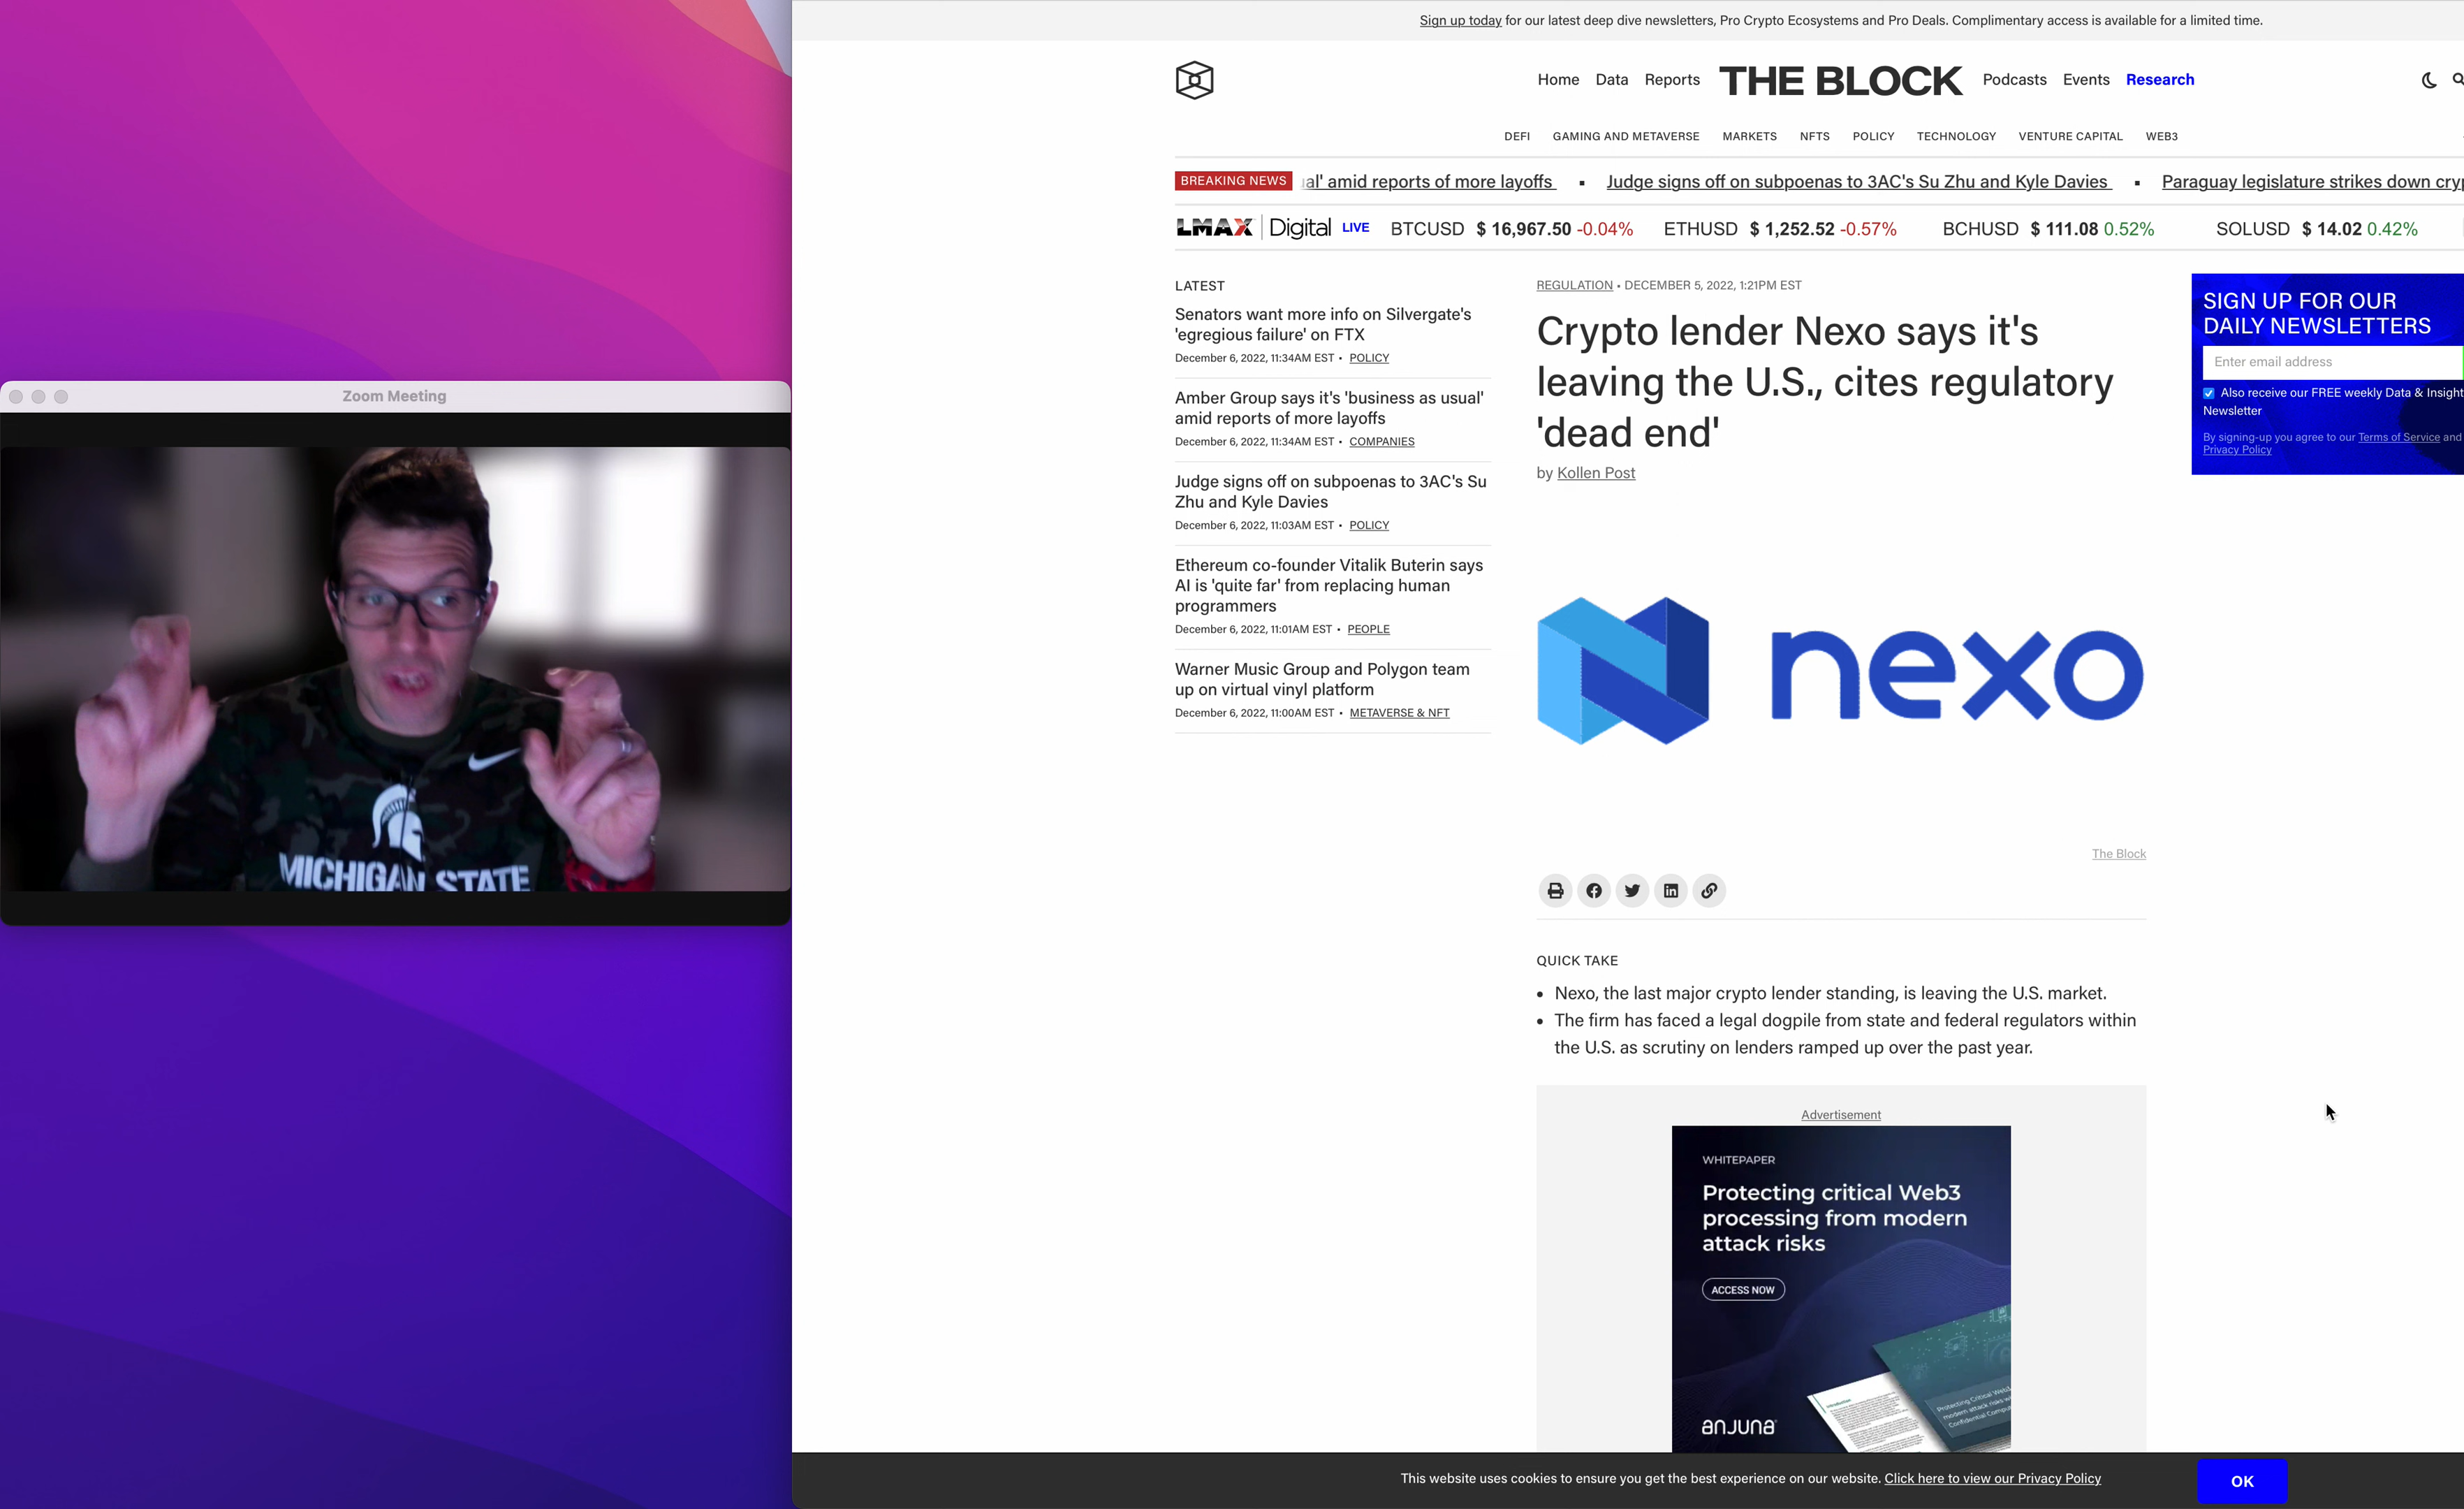 Sign up today for our latest deep dive newsletters, Pro Crypto Ecosystems and Pro Deals. Complimentary access is available for a limited time.
Home Data Reports THE BLOCK Podcasts Events Research
DEFI GAMING AND METAVERSE MARKETS NFTS POLICY TECHNOLOGY VENTURE CAPITAL WEB3
BREAKING NEWS al' amid reports of more layoffs ▪ Judge signs off on subpoenas to 3AC's Su Zhu and Kyle Davies ▪ Paraguay legislature strikes down
LMAX Digital LIVE BTCUSD $ 16,967.50 -0.04% ETHUSD $ 1,252.52 -0.57% BCHUSD $ 111.08 0.52% SOLUSD $ 14.02 0.42%
Zoom Meeting
MICHIGAN STATE
LATEST
Senators want more info on Silvergate's
'egregious failure' on FTX
December 6, 2022, 11:34AM EST • POLICY
Amber Group says it's 'business as usual'
amid reports of more layoffs
December 6, 2022, 11:34AM EST • COMPANIES
Judge signs off on subpoenas to 3AC's Su
Zhu and Kyle Davies
December 6, 2022, 11:03AM EST • POLICY
Ethereum co-founder Vitalik Buterin says
AI is 'quite far' from replacing human
programmers
December 6, 2022, 11:01AM EST • PEOPLE
Warner Music Group and Polygon team
up on virtual vinyl platform
December 6, 2022, 11:00AM EST • METAVERSE & NFT
REGULATION • DECEMBER 5, 2022, 1:21PM EST
Crypto lender Nexo says it's
leaving the U.S., cites regulatory
'dead end'
by Kollen Post
nexo
The Block
QUICK TAKE
• Nexo, the last major crypto lender standing, is leaving the U.S. market.
• The firm has faced a legal dogpile from state and federal regulators within
the U.S. as scrutiny on lenders ramped up over the past year.
Advertisement
WHITEPAPER
Protecting critical Web3
processing from modern
attack risks
ACCESS NOW
ANJUNA
SIGN UP FOR OUR
DAILY NEWSLETTERS
Enter email address
Also receive our FREE weekly Data & Insight
Newsletter
By signing-up you agree to our Terms of Service and
Privacy Policy
This website uses cookies to ensure you get the best experience on our website. Click here to view our Privacy Policy
OK